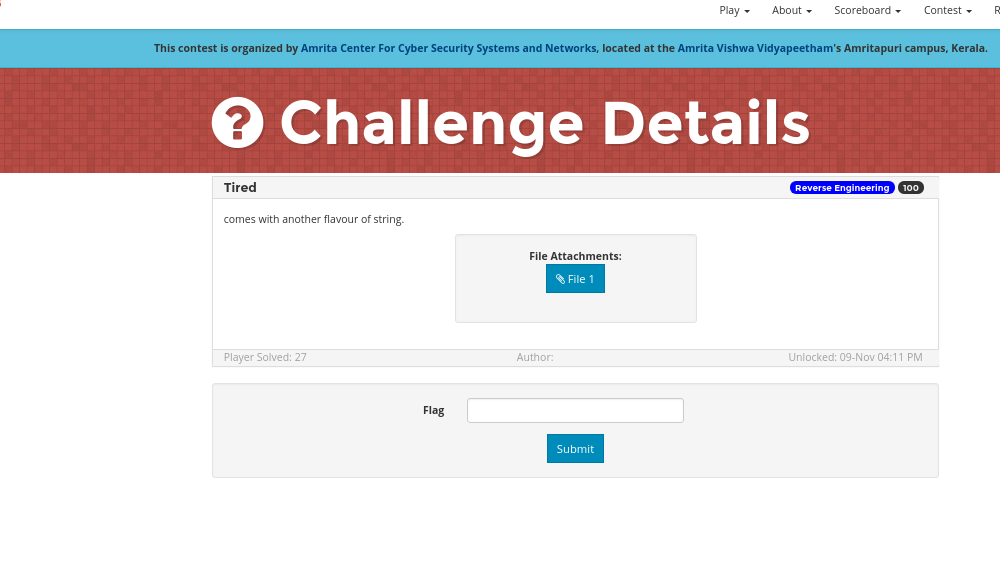 Play About Scoreboard Contest R
This contest is organized by Amrita Center For Cyber Security Systems and Networks, located at the Amrita Vishwa Vidyapeetham's Amritapuri campus, Kerala.
? Challenge Details
Tired Reverse Engineering 100
comes with another flavour of string.
File Attachments:
File 1
Player Solved: 27 Author: Unlocked: 09-Nov 04:11 PM
Flag
Submit